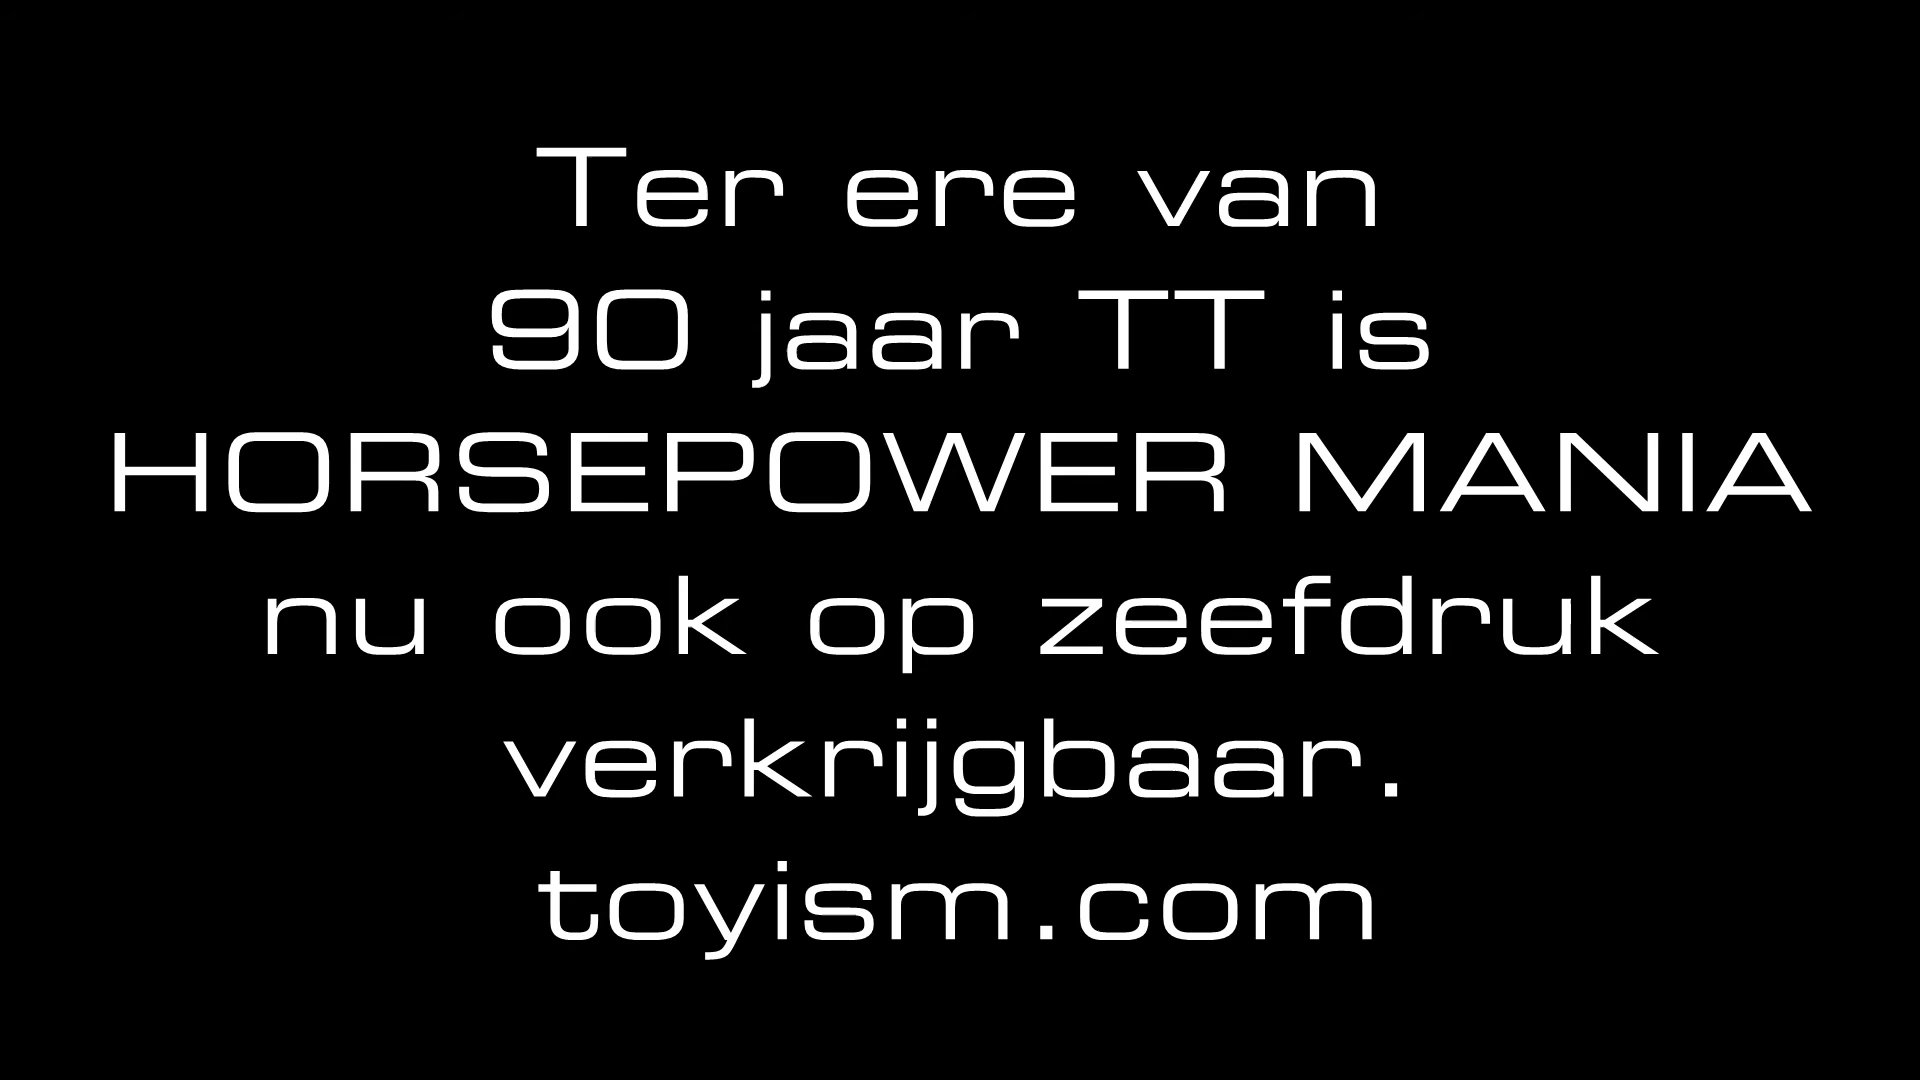 Ter ere van
90 jaar TT is
HORSEPOWER MANIA
nu ook op zeefdruk
verkrijgbaar.
toyism.com